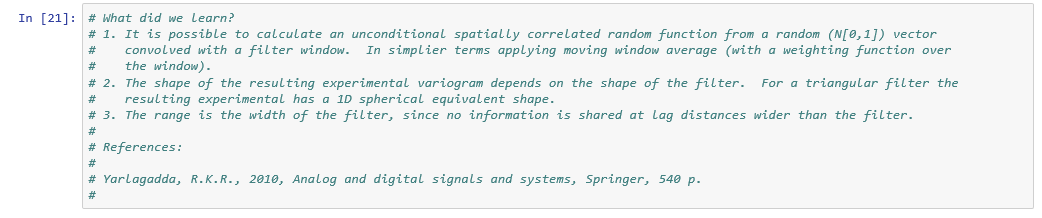 In [21]: # What did we learn?
# 1. It is possible to calculate an unconditional spatially correlated random function from a random (N[0,1]) vector
#    convolved with a filter window.  In simplier terms applying moving window average (with a weighting function over
#    the window).
# 2. The shape of the resulting experimental variogram depends on the shape of the filter.  For a triangular filter the
#    resulting experimental has a 1D spherical equivalent shape.
# 3. The range is the width of the filter, since no information is shared at lag distances wider than the filter.
#
# References:
#
# Yarlagadda, R.K.R., 2010, Analog and digital signals and systems, Springer, 540 p.
#